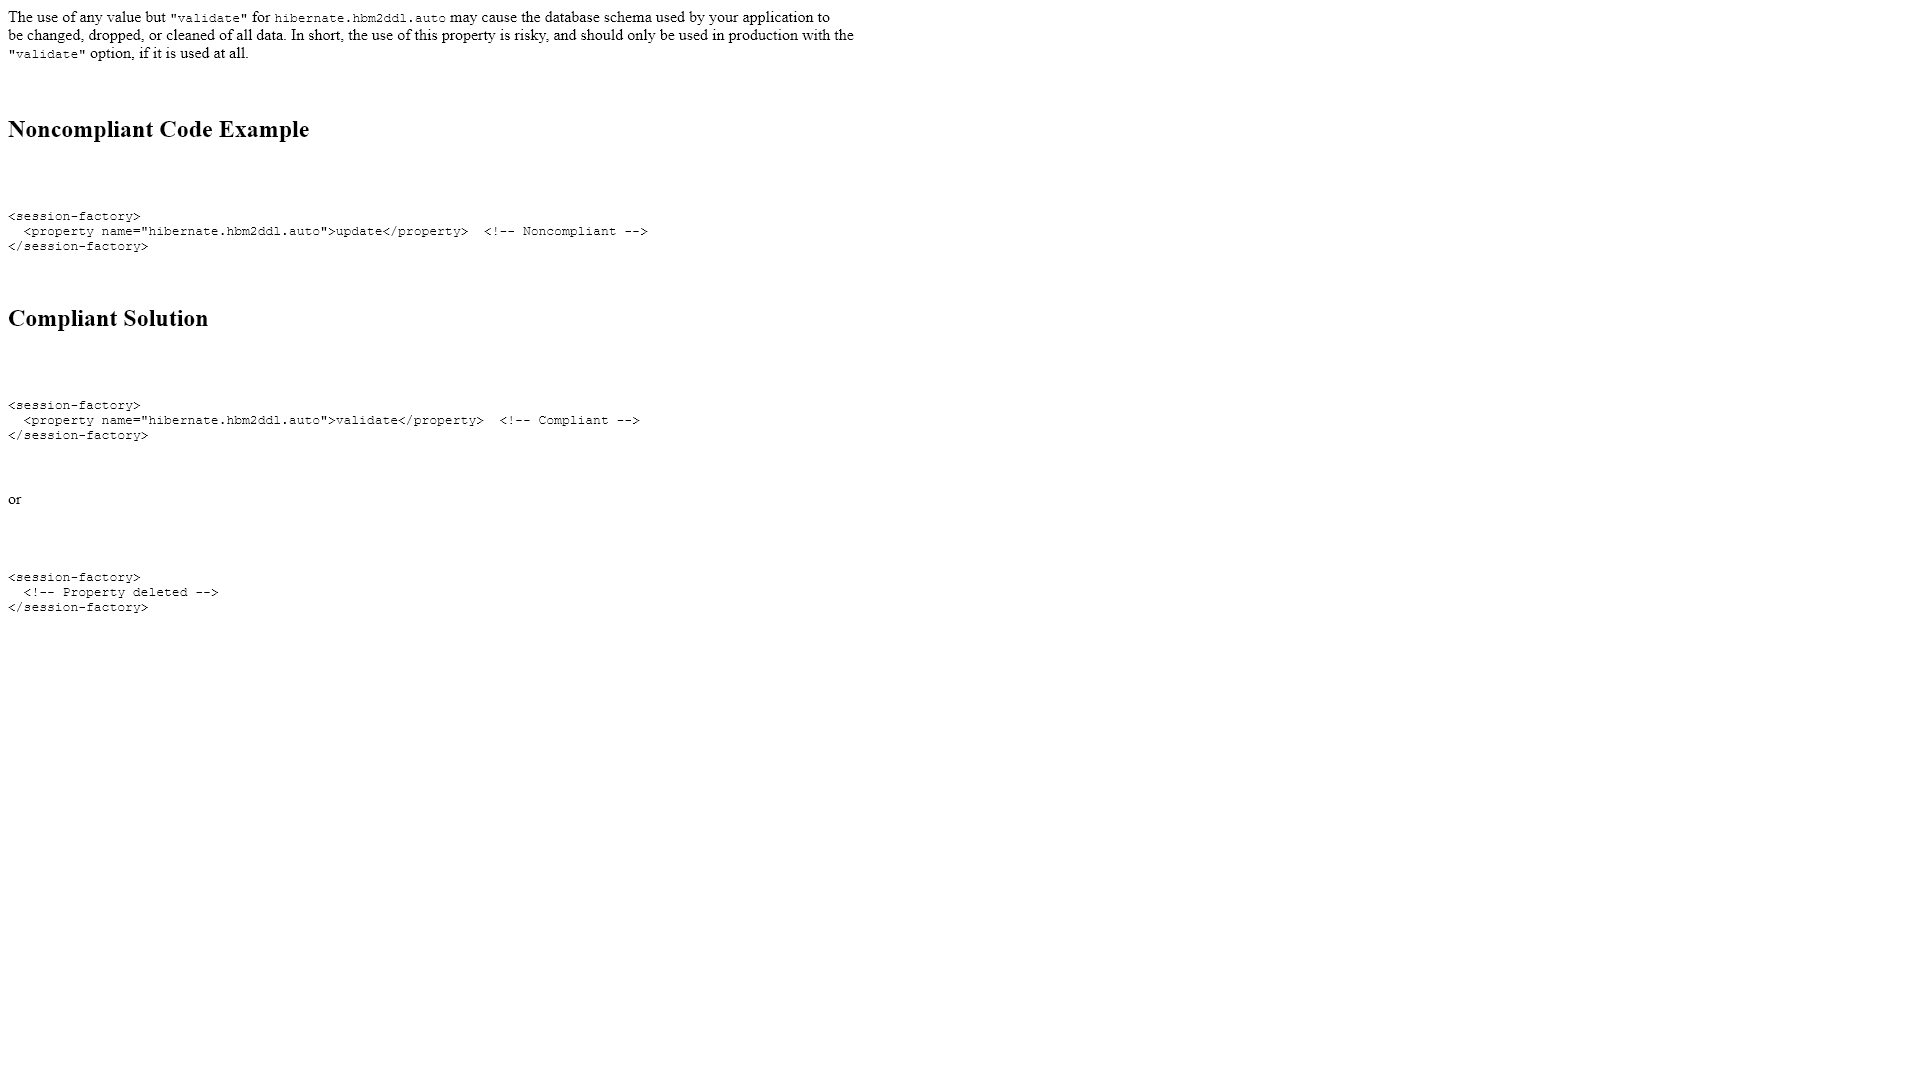 The use of any value but "validate" for hibernate.hbm2ddl.auto may cause the database schema used by your application to
be changed, dropped, or cleaned of all data. In short, the use of this property is risky, and should only be used in production with the
"validate" option, if it is used at all.
Noncompliant Code Example
<session-factory>
  <property name="hibernate.hbm2ddl.auto">update</property>  <!-- Noncompliant -->
</session-factory>
Compliant Solution
<session-factory>
  <property name="hibernate.hbm2ddl.auto">validate</property>  <!-- Compliant -->
</session-factory>
or
<session-factory>
  <!-- Property deleted -->
</session-factory>